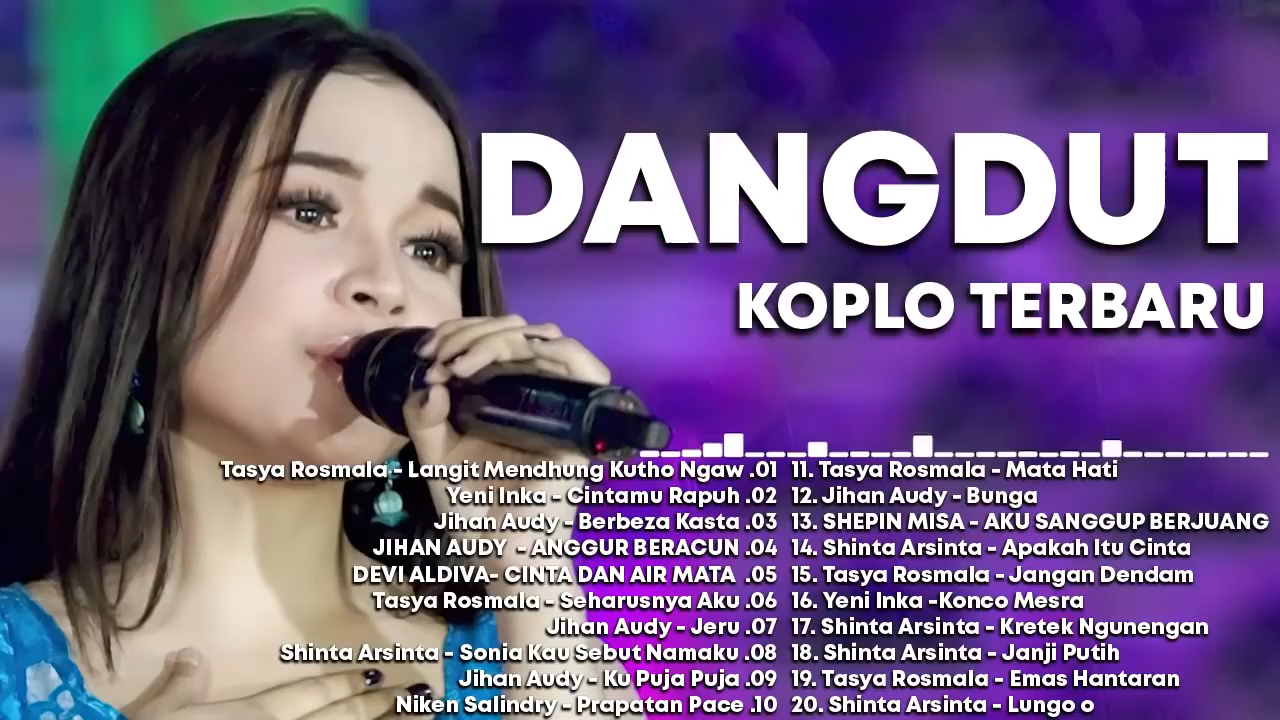 DANGDUT
KOPLO TERBARU
Tasya Rosmala - Langit Mendhung Kutho Ngaw .01
Yeni Inka - Cintamu Rapuh .02
Jihan Audy - Berbeza Kasta .03
JIHAN AUDY - ANGGUR BERACUN .04
DEVI ALDIVA- CINTA DAN AIR MATA .05
Tasya Rosmala - Seharusnya Aku .06
Jihan Audy - Jeru .07
Shinta Arsinta - Sonia Kau Sebut Namaku .08
Jihan Audy - Ku Puja Puja .09
Niken Salindry - Prapatan Pace .10
11. Tasya Rosmala - Mata Hati
12. Jihan Audy - Bunga
13. SHEPIN MISA - AKU SANGGUP BERJUANG
14. Shinta Arsinta - Apakah Itu Cinta
15. Tasya Rosmala - Jangan Dendam
16. Yeni Inka -Konco Mesra
17. Shinta Arsinta - Kretek Ngunengan
18. Shinta Arsinta - Janji Putih
19. Tasya Rosmala - Emas Hantaran
20. Shinta Arsinta - Lungo o